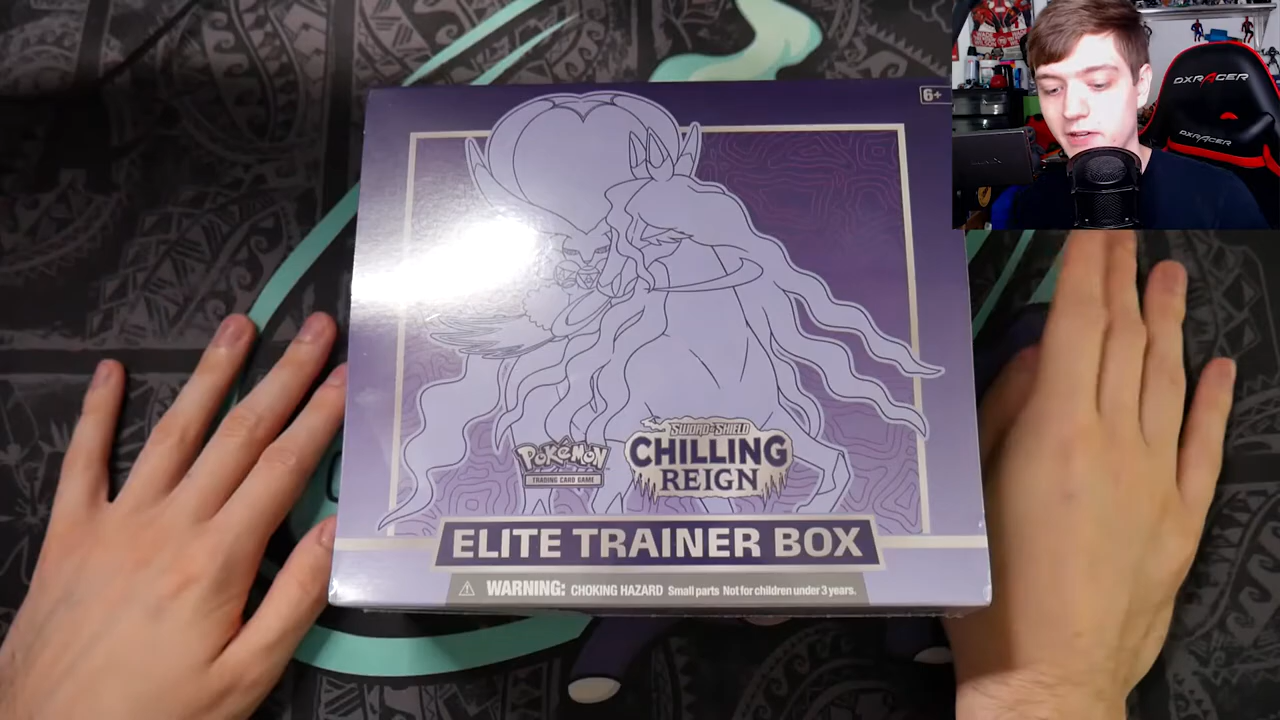 6+
DXRACER
DXRACER
Pokémon
TRADING CARD GAME
SWORD & SHIELD
CHILLING
REIGN
ELITE TRAINER BOX
WARNING: CHOKING HAZARD Small parts Not for children under 3 years.